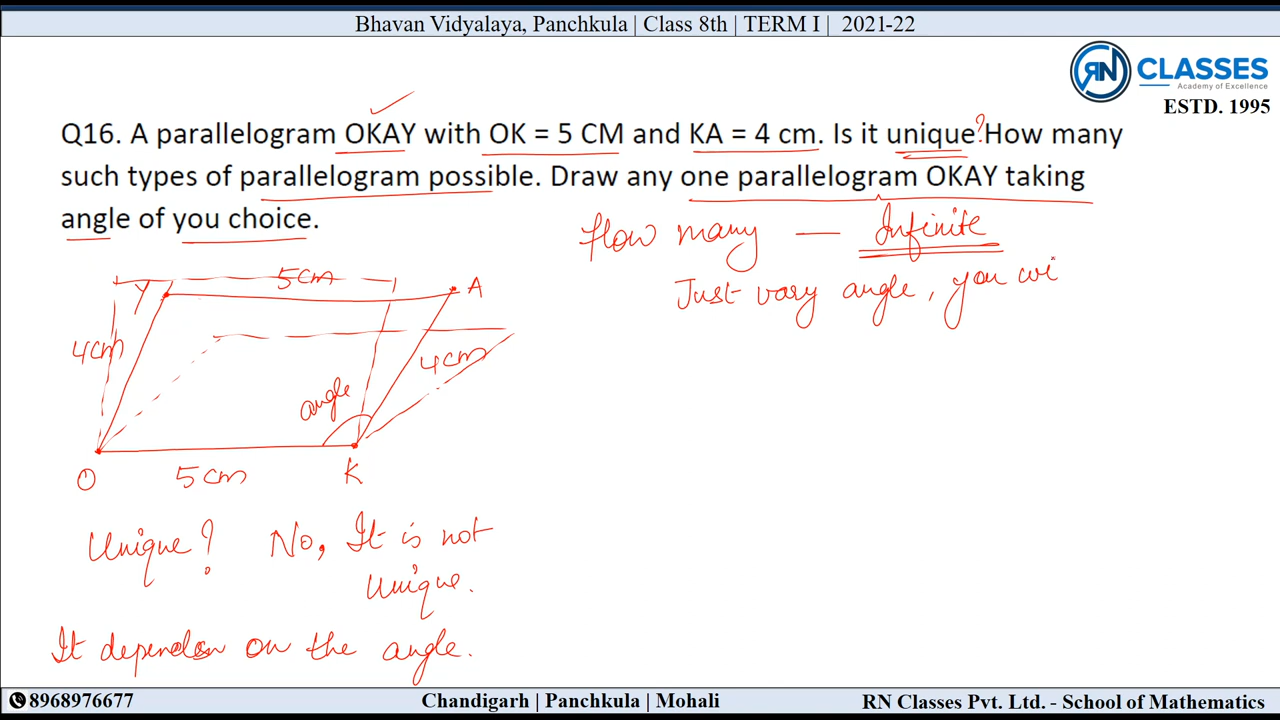 Bhavan Vidyalaya, Panchkula | Class 8th | TERM I | 2021-22
RN CLASSES
Academy of Excellence
ESTD. 1995
Q16. A parallelogram OKAY with OK = 5 CM and KA = 4 cm. Is it unique? How many
such types of parallelogram possible. Draw any one parallelogram OKAY taking
angle of you choice.
How many — Infinite
Just vary angle, you wi
5cm
Y
A
4cm
4cm
angle
O
5cm
K
Unique? No, It is not
unique.
It depends on the angle.
8968976677
Chandigarh | Panchkula | Mohali
RN Classes Pvt. Ltd. - School of Mathematics